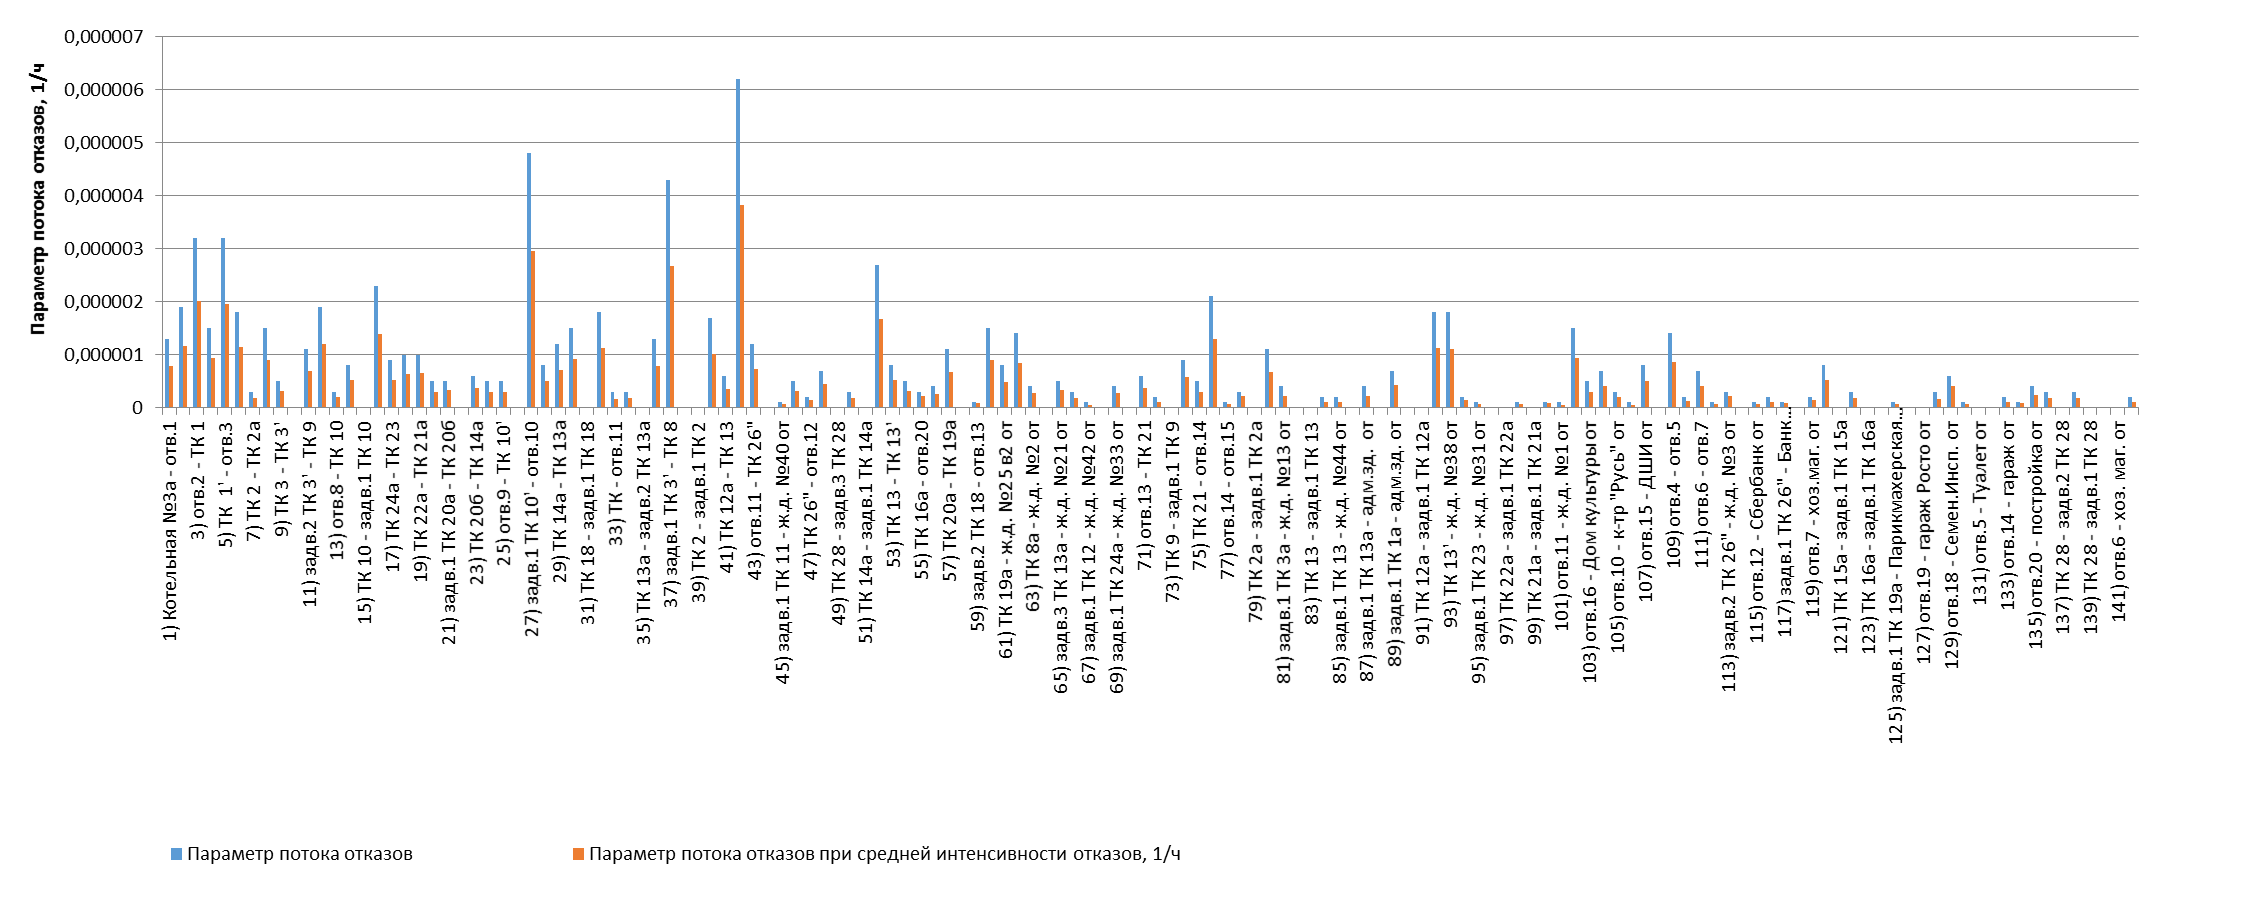 0,000007
0,000006
0,000005
0,000004
0,000003
0,000002
0,000001
0
Параметр потока отказов, 1/ч
1) Котельная №3а - отв.1
3) отв.2 - ТК 1
5) ТК 1' - отв.3
7) ТК 2 - ТК 2а
9) ТК 3 - ТК 3'
11) задв.2 ТК 3' - ТК 9
13) отв.8 - ТК 10
15) ТК 10 - задв.1 ТК 10
17) ТК 24а - ТК 23
19) ТК 22а - ТК 21а
21) задв.1 ТК 20а - ТК 20б
23) ТК 20б - ТК 14а
25) отв.9 - ТК 10'
27) задв.1 ТК 10' - отв.10
29) ТК 14а - ТК 13а
31) ТК 18 - задв.1 ТК 18
33) ТК - отв.11
35) ТК 13а - задв.2 ТК 13а
37) задв.1 ТК 3' - ТК 8
39) ТК 2 - задв.1 ТК 2
41) ТК 12а - ТК 13
43) отв.11 - ТК 26"
45) задв.1 ТК 11 - ж.д. №40 от
47) ТК 26" - отв.12
49) ТК 28 - задв.3 ТК 28
51) ТК 14а - задв.1 ТК 14а
53) ТК 13 - ТК 13'
55) ТК 16а - отв.20
57) ТК 20а - ТК 19а
59) задв.2 ТК 18 - отв.13
61) ТК 19а - ж.д. №25 в2 от
63) ТК 8а - ж.д. №2 от
65) задв.3 ТК 13а - ж.д. №21 от
67) задв.1 ТК 12 - ж.д. №42 от
69) задв.1 ТК 24а - ж.д. №33 от
71) отв.13 - ТК 21
73) ТК 9 - задв.1 ТК 9
75) ТК 21 - отв.14
77) отв.14 - отв.15
79) ТК 2а - задв.1 ТК 2а
81) задв.1 ТК 3а - ж.д. №13 от
83) ТК 13 - задв.1 ТК 13
85) задв.1 ТК 13 - ж.д. №44 от
87) задв.1 ТК 13а - адм.зд. от
89) задв.1 ТК 1а - адм.зд. от
91) ТК 12а - задв.1 ТК 12а
93) ТК 13' - ж.д. №38 от
95) задв.1 ТК 23 - ж.д. №31 от
97) ТК 22а - задв.1 ТК 22а
99) ТК 21а - задв.1 ТК 21а
101) отв.11 - ж.д. №1 от
103) отв.16 - Дом культуры от
105) отв.10 - к-тр "Русь" от
107) отв.15 - ДШИ от
109) отв.4 - отв.5
111) отв.6 - отв.7
113) задв.2 ТК 26" - ж.д. №3 от
115) отв.12 - Сбербанк от
117) задв.1 ТК 26" - Банк...
119) отв.7 - хоз.маг. от
121) ТК 15а - задв.1 ТК 15а
123) ТК 16а - задв.1 ТК 16а
125) задв.1 ТК 19а - Парикмахерская...
127) отв.19 - гараж Росто от
129) отв.18 - Семен.Инсп. от
131) отв.5 - Туалет от
133) отв.14 - гараж от
135) отв.20 - постройка от
137) ТК 28 - задв.2 ТК 28
139) ТК 28 - задв.1 ТК 28
141) отв.6 - хоз. маг. от
Параметр потока отказов
Параметр потока отказов при средней интенсивности отказов, 1/ч